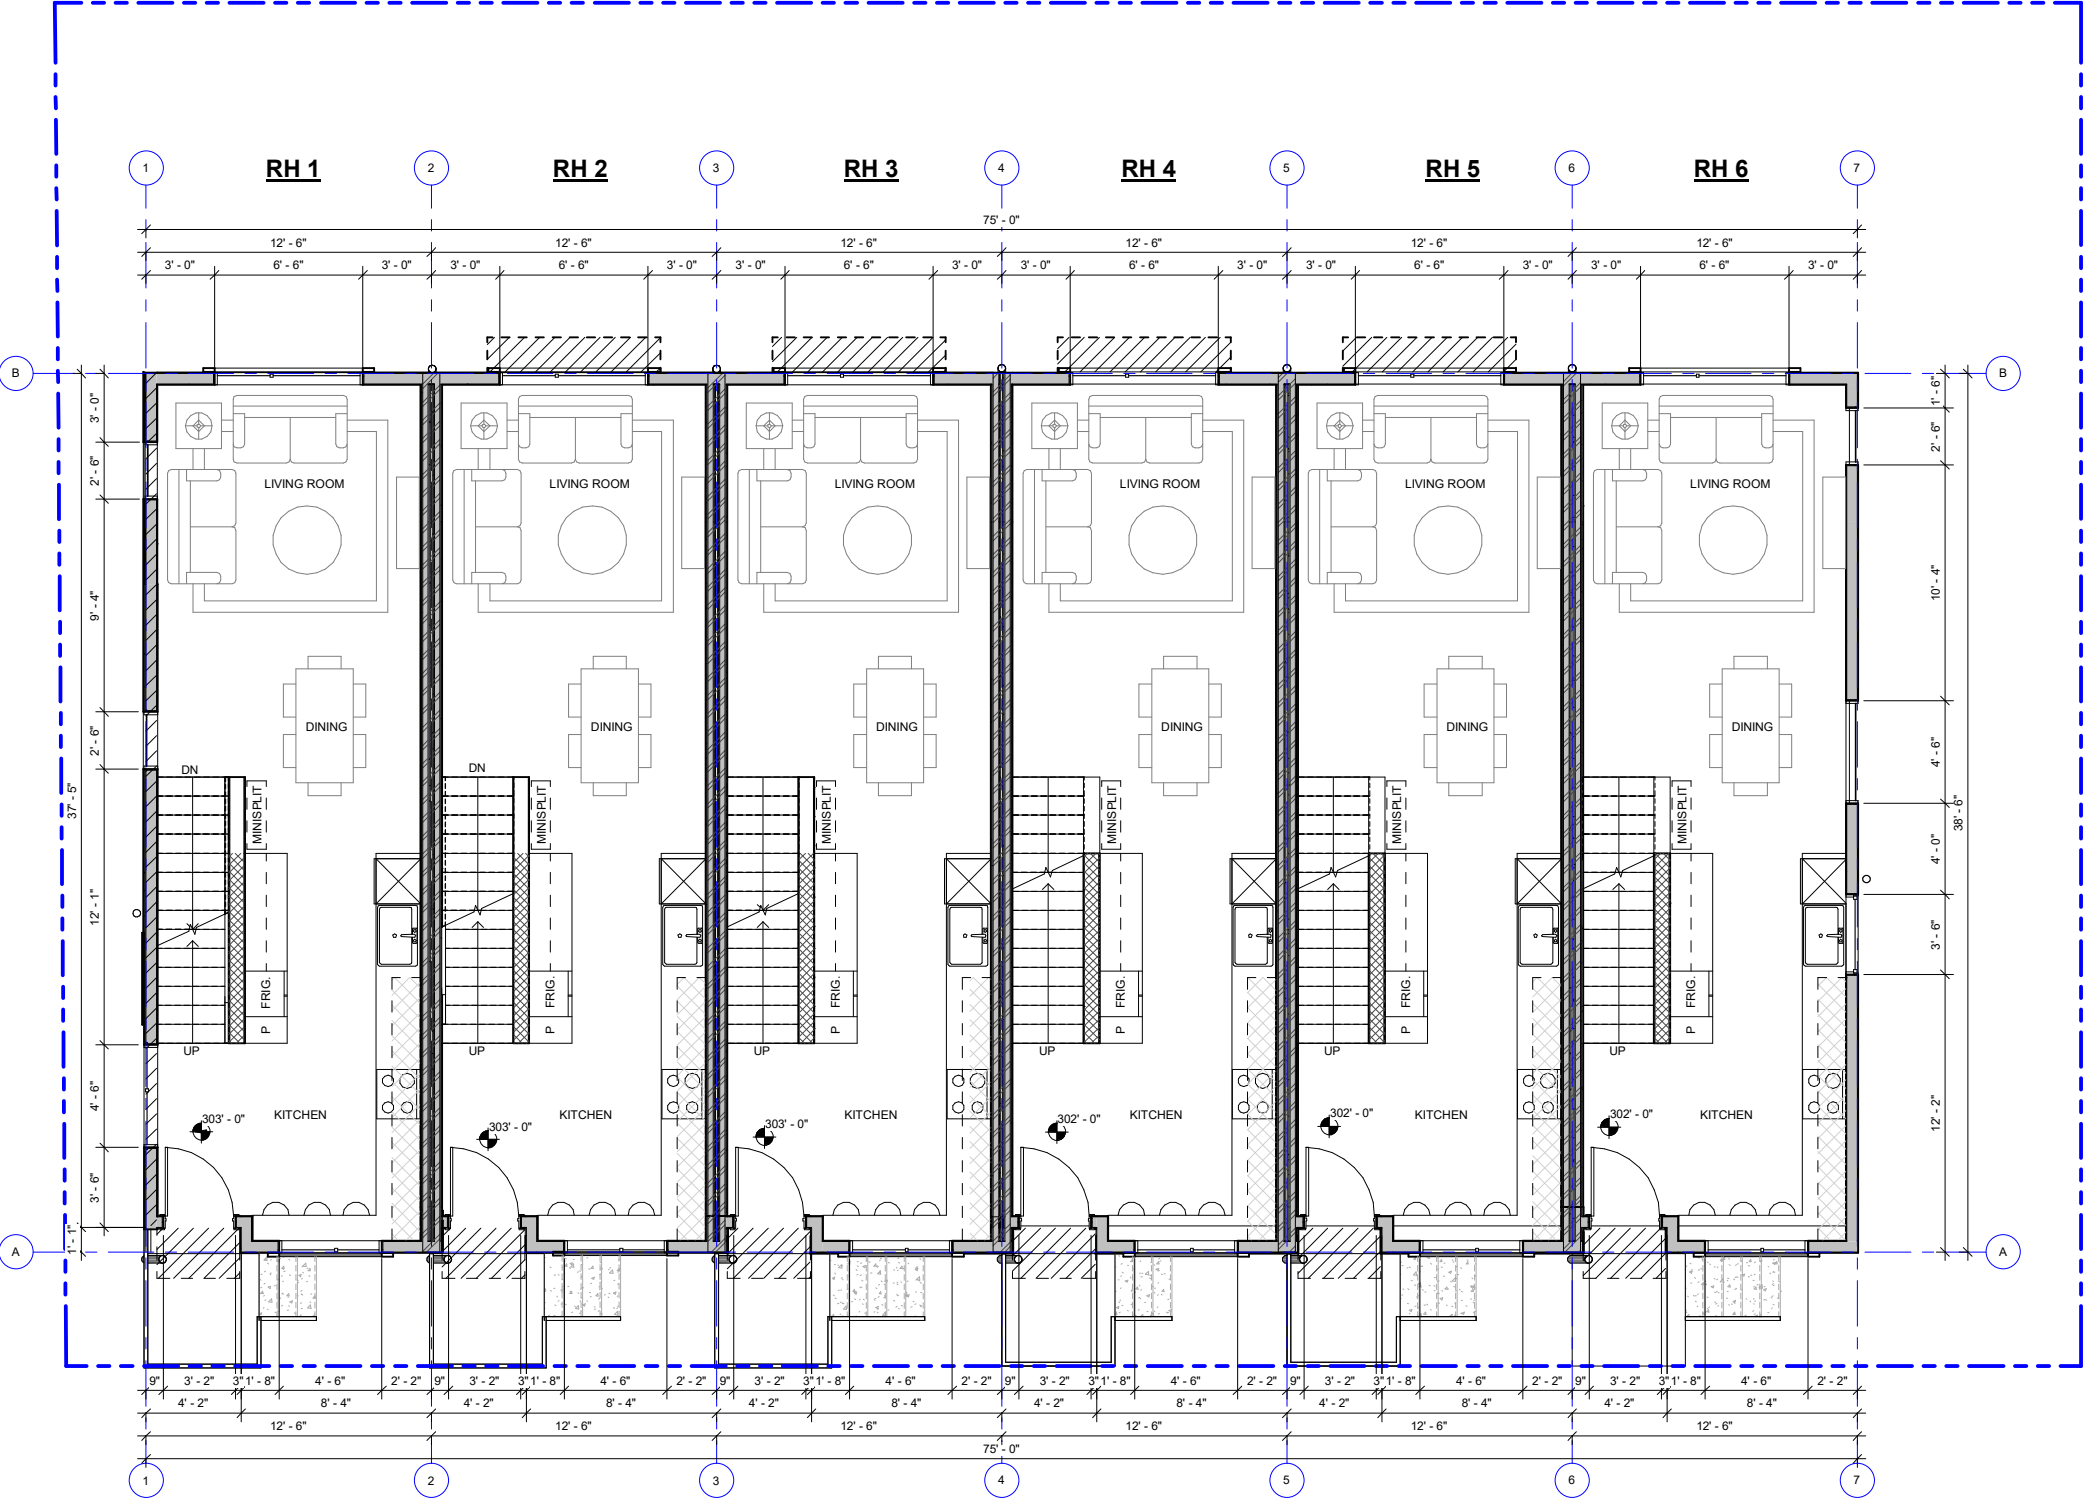 1 RH 1 2 RH 2 3 RH 3 4 RH 4 5 RH 5 6 RH 6 7
75' - 0"
12' - 6" 12' - 6" 12' - 6" 12' - 6" 12' - 6" 12' - 6"
3' - 0" 6' - 6" 3' - 0" 3' - 0" 6' - 6" 3' - 0" 3' - 0" 6' - 6" 3' - 0" 3' - 0" 6' - 6" 3' - 0" 3' - 0" 6' - 6" 3' - 0" 3' - 0" 6' - 6" 3' - 0"
B B
3' - 0"
2' - 6"
9' - 4"
2' - 6"
12' - 1"
4' - 6"
3' - 6"
1' - 1"
37' - 5"
1' - 6"
2' - 6"
10' - 4"
4' - 6"
4' - 0"
3' - 6"
12' - 2"
38' - 6"
LIVING ROOM LIVING ROOM LIVING ROOM LIVING ROOM LIVING ROOM LIVING ROOM
DINING DINING DINING DINING DINING DINING
DN DN
MINISPLIT MINISPLIT MINISPLIT MINISPLIT MINISPLIT MINISPLIT
FRIG. FRIG. FRIG. FRIG. FRIG. FRIG.
P P P P P P
UP UP UP UP UP UP
KITCHEN KITCHEN KITCHEN KITCHEN KITCHEN KITCHEN
303' - 0" 303' - 0" 303' - 0" 302' - 0" 302' - 0" 302' - 0"
A A
9" 3' - 2" 3" 1' - 8" 4' - 6" 2' - 2" 9" 3' - 2" 3" 1' - 8" 4' - 6" 2' - 2" 9" 3' - 2" 3" 1' - 8" 4' - 6" 2' - 2" 9" 3' - 2" 3" 1' - 8" 4' - 6" 2' - 2" 9" 3' - 2" 3" 1' - 8" 4' - 6" 2' - 2" 9" 3' - 2" 3" 1' - 8" 4' - 6" 2' - 2"
4' - 2" 8' - 4" 4' - 2" 8' - 4" 4' - 2" 8' - 4" 4' - 2" 8' - 4" 4' - 2" 8' - 4" 4' - 2" 8' - 4"
12' - 6" 12' - 6" 12' - 6" 12' - 6" 12' - 6" 12' - 6"
75' - 0"
1 2 3 4 5 6 7